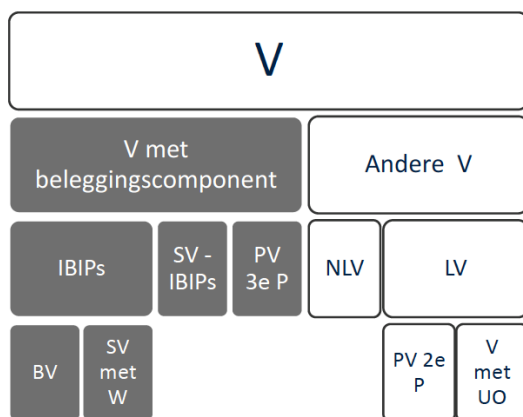 V
V met
beleggingscomponent
Andere V
IBIPs
SV -
IBIPs
PV
3e P
NLV
LV
BV
SV
met
W
PV 2e
P
V
met
UO